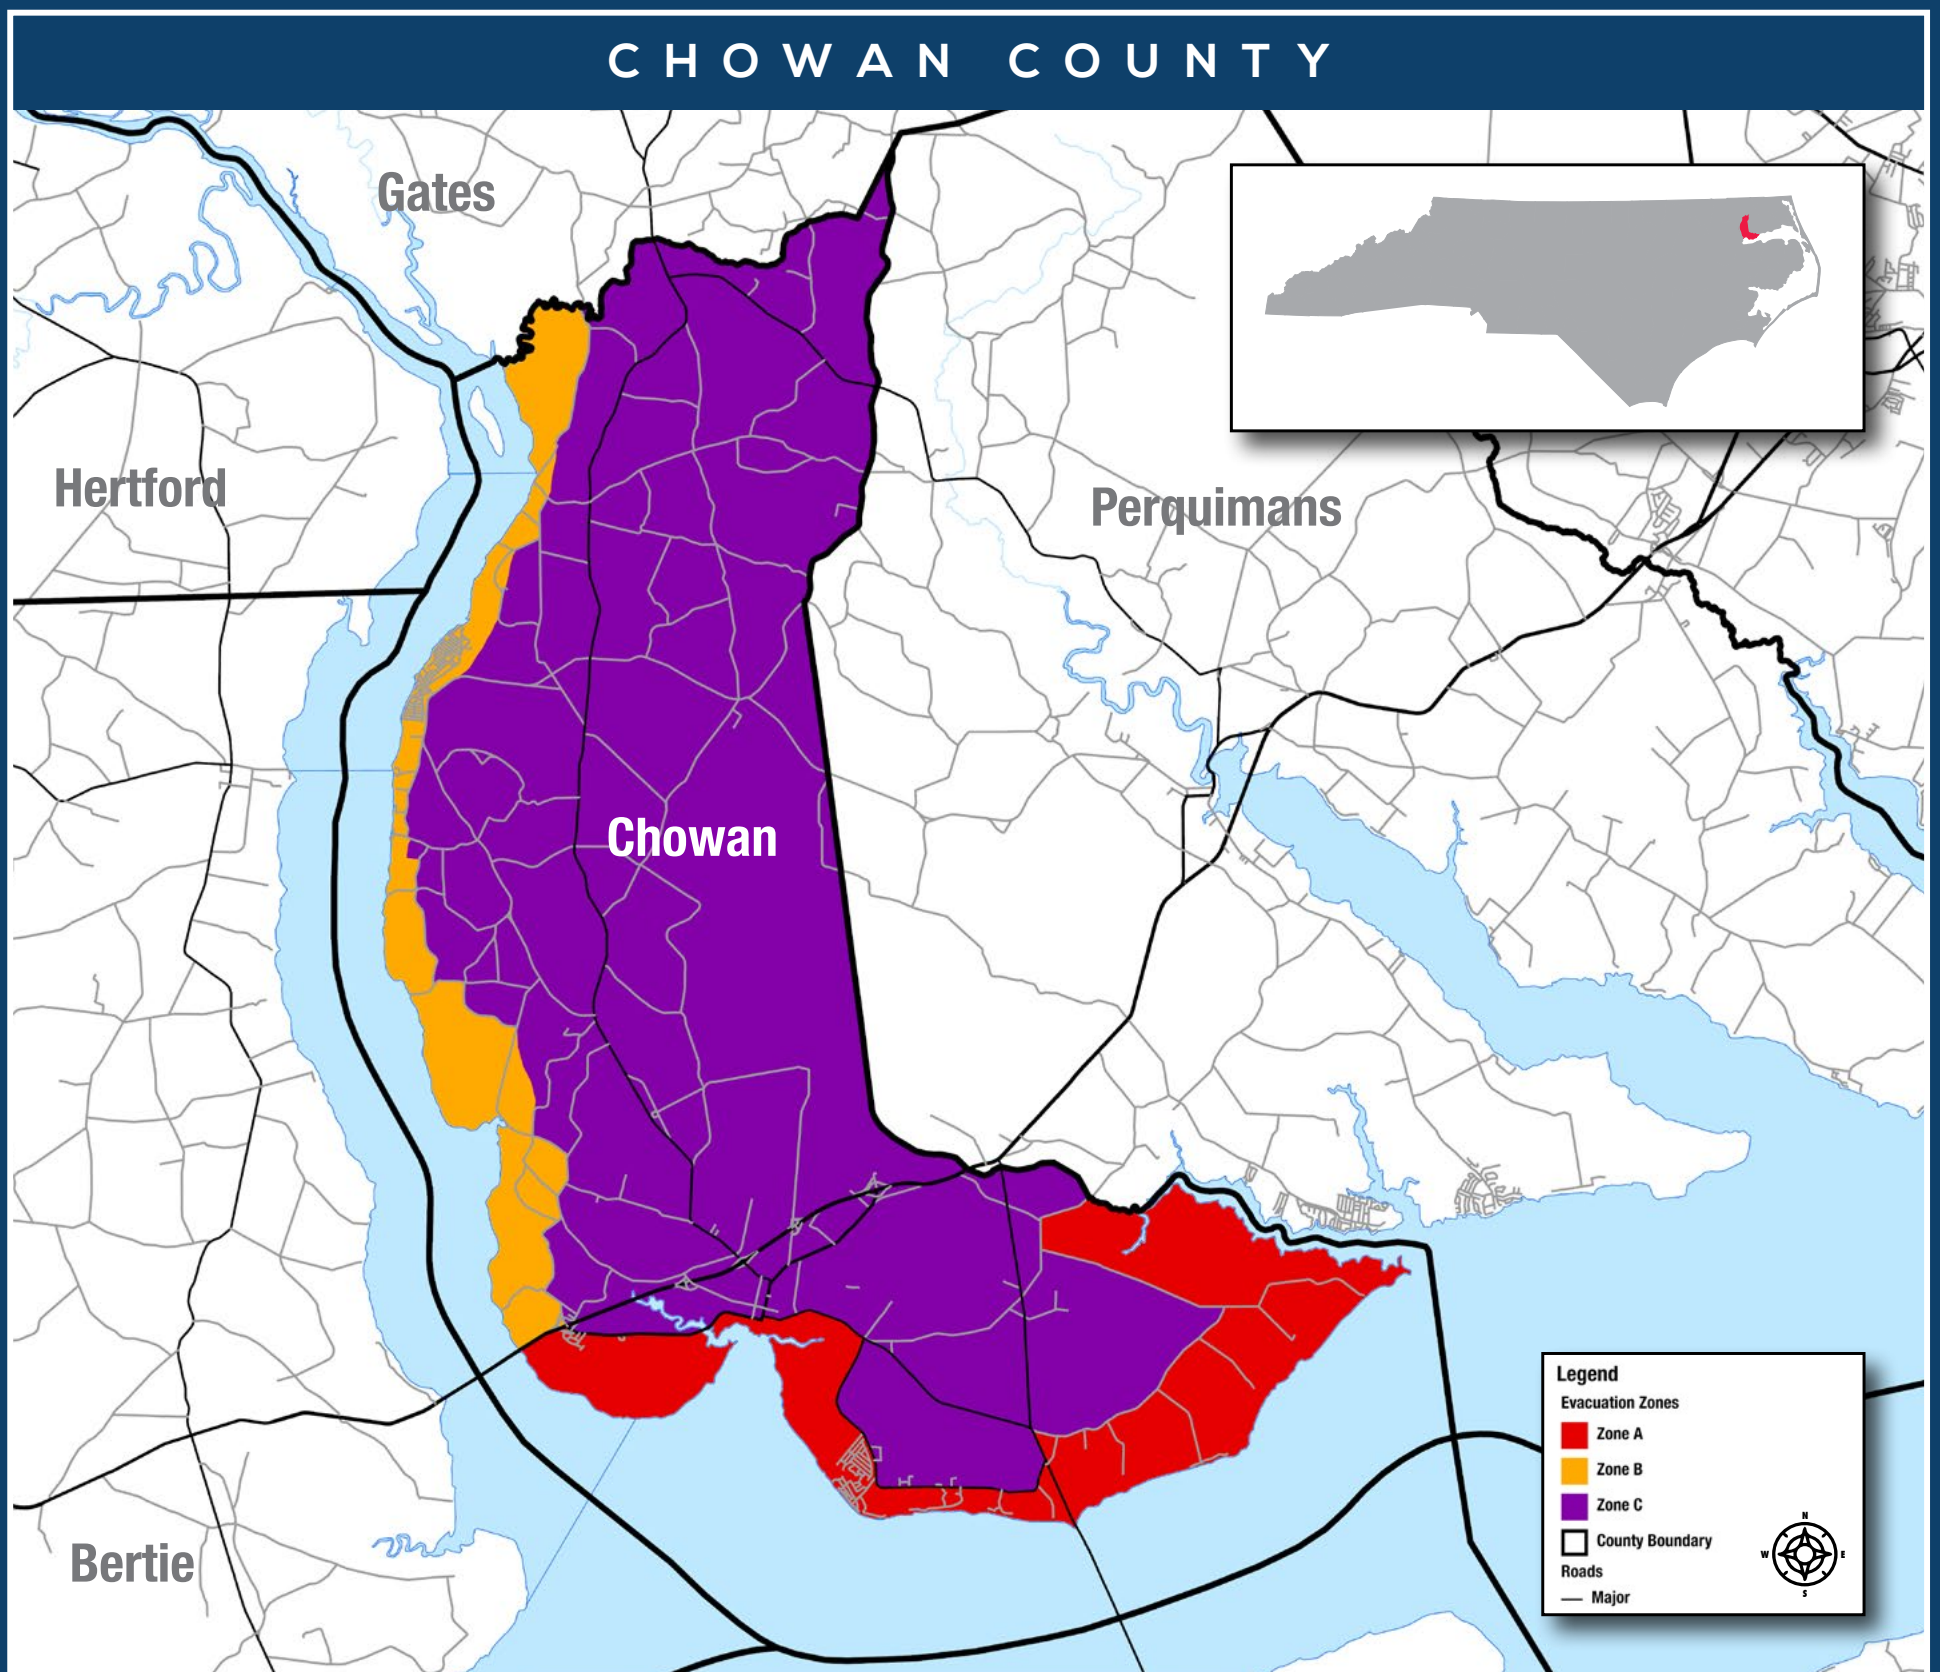 CHOWAN COUNTY
Gates
Hertford
Perquimans
Chowan
Bertie
Legend
Evacuation Zones
Zone A
Zone B
Zone C
County Boundary
Roads
Major
N
W E
S